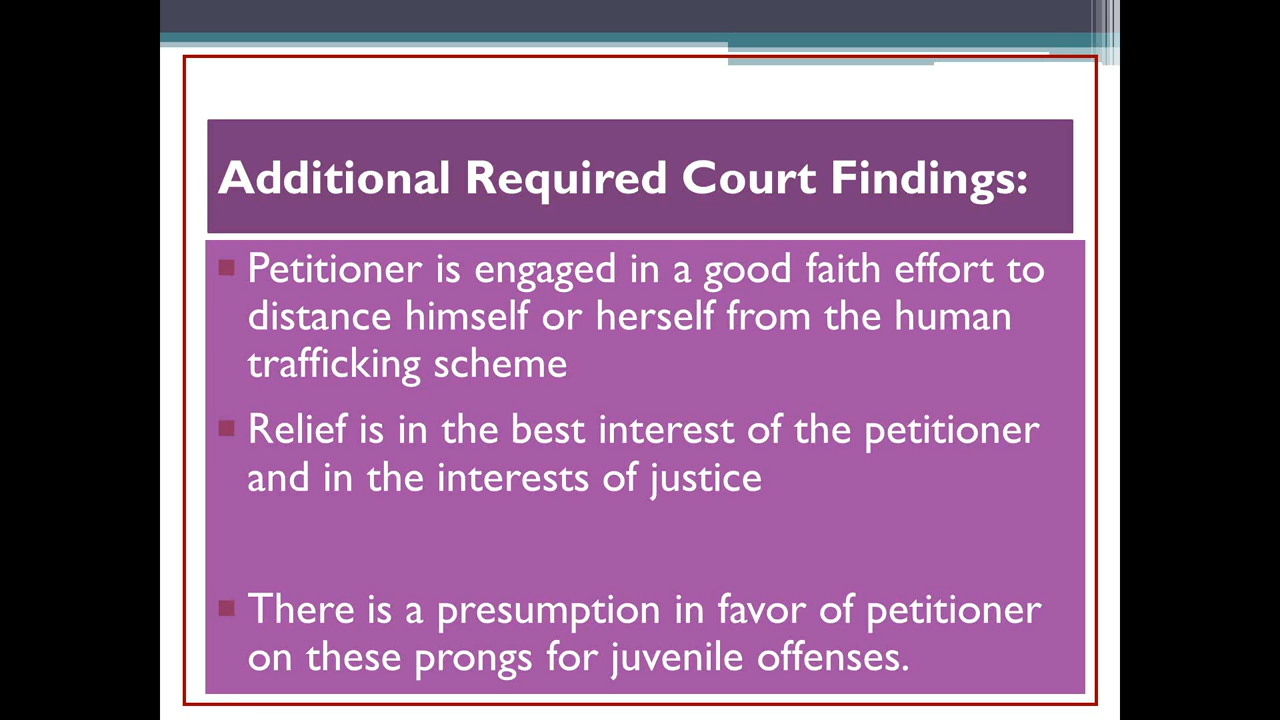 Additional Required Court Findings:
Petitioner is engaged in a good faith effort to
distance himself or herself from the human
trafficking scheme
Relief is in the best interest of the petitioner
and in the interests of justice
There is a presumption in favor of petitioner
on these prongs for juvenile offenses.